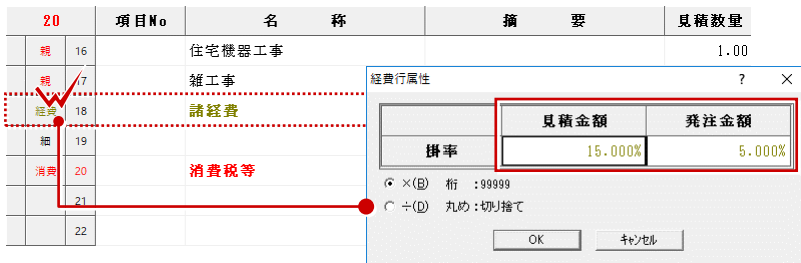 20 項目No 名 称 摘 要 見積数量
親 16 住宅機器工事 1.00
親 17 雑工事
経費 18 諸経費
細 19
消費 20 消費税等
21
22
経費行属性 ? ×
見積金額 発注金額
掛率 15.000% 5.000%
×(B) 桁 :99999
÷(D) 丸め:切り捨て
OK キャンセル